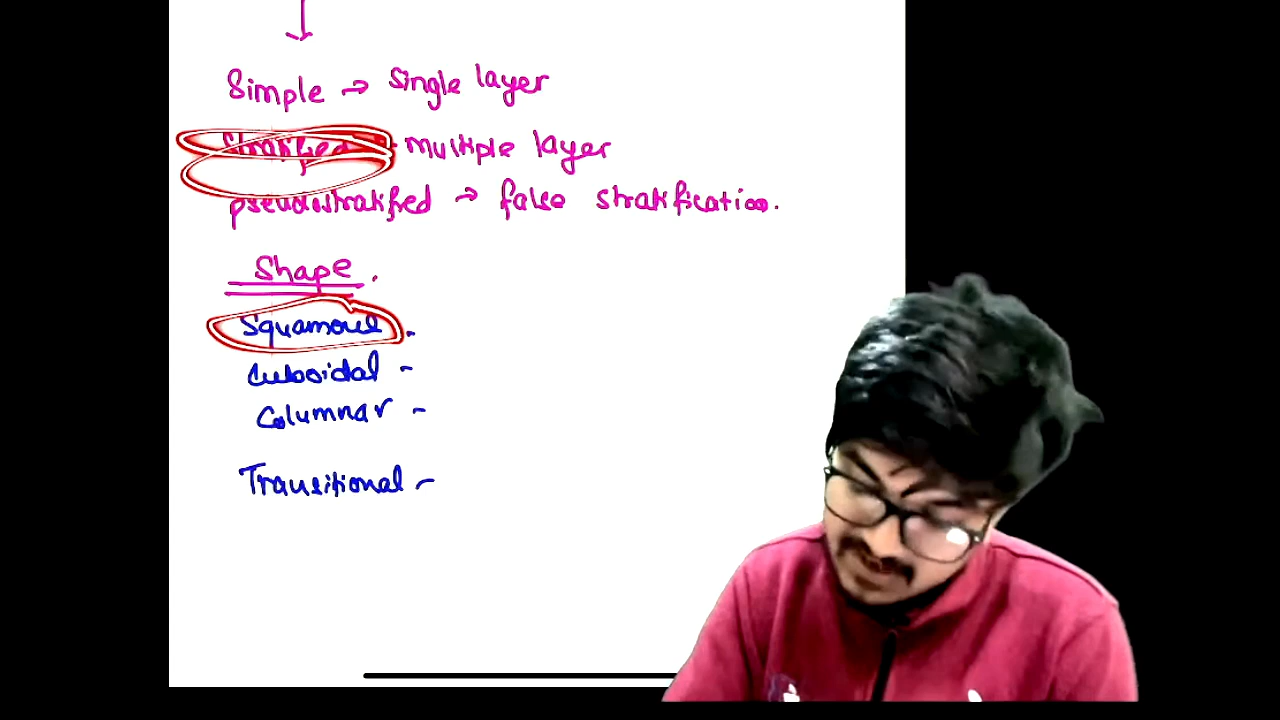 Simple → Single layer
Stratified - Multiple layer
pseudostratified → false stratification.
Shape.
Squamous.
Cuboidal -
Columnar -
Transitional -